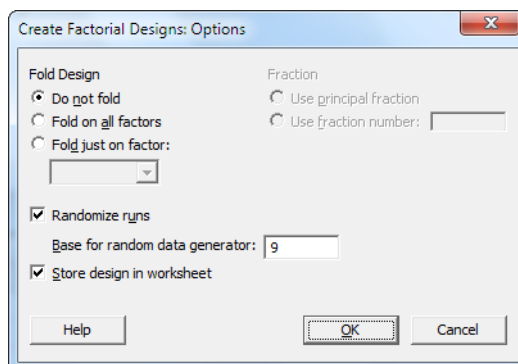 Create Factorial Designs: Options
Fold Design
Do not fold
Fold on all factors
Fold just on factor:
Fraction
Use principal fraction
Use fraction number:
Randomize runs
Base for random data generator: 9
Store design in worksheet
Help
OK
Cancel